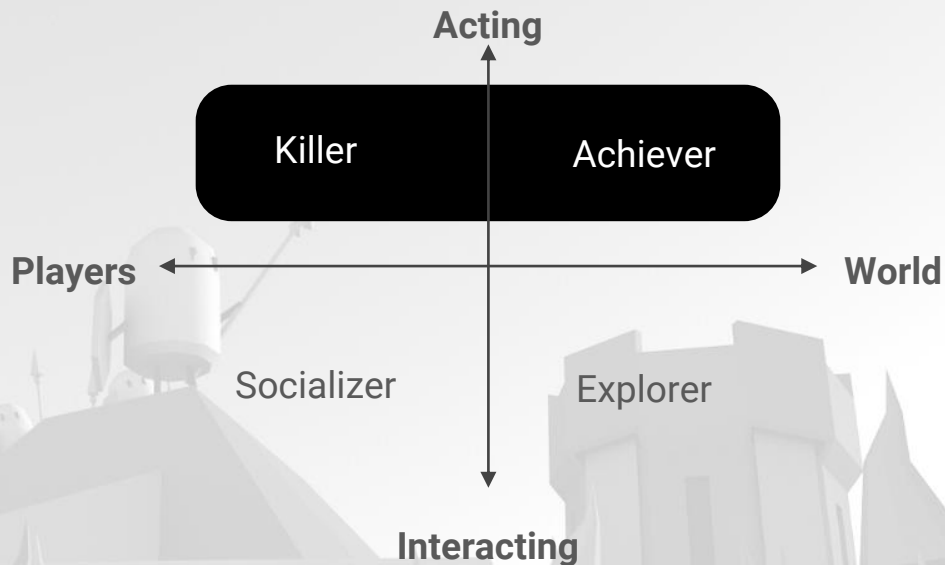 Acting
Killer
Achiever
Players
World
Socializer
Explorer
Interacting